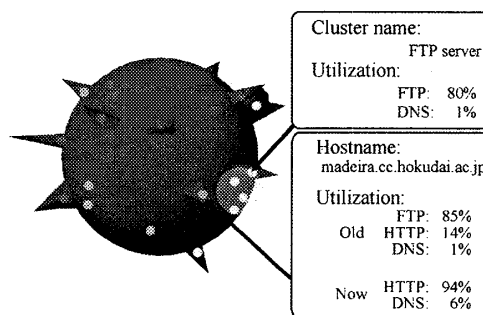 Cluster name:
FTP server
Utilization:
FTP: 80%
DNS: 1%
Hostname:
madeira.cc.hokudai.ac.jp
Utilization:
FTP: 85%
Old HTTP: 14%
DNS: 1%
Now HTTP: 94%
DNS: 6%